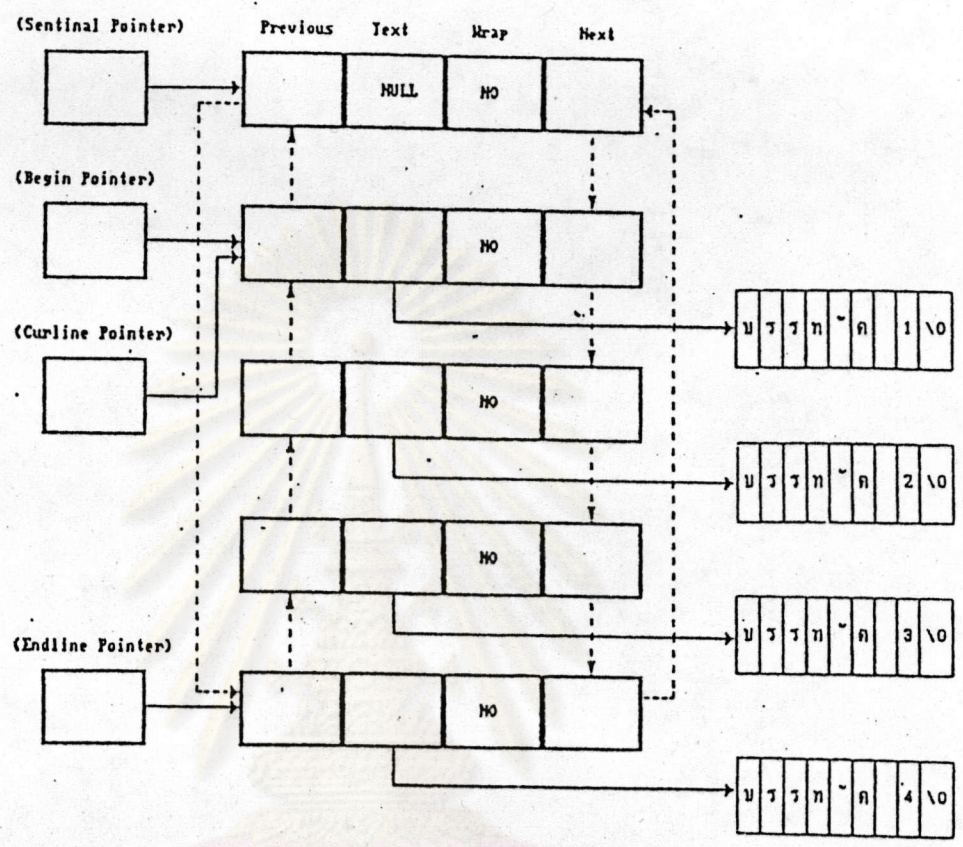 (Sentinal Pointer)
Previous Text Wrap Next
NULL NO
(Begin Pointer)
NO
บรรทัด 1\0
(Curline Pointer)
NO
บรรทัด 2\0
NO
บรรทัด 3\0
(Endline Pointer)
NO
บรรทัด 4\0